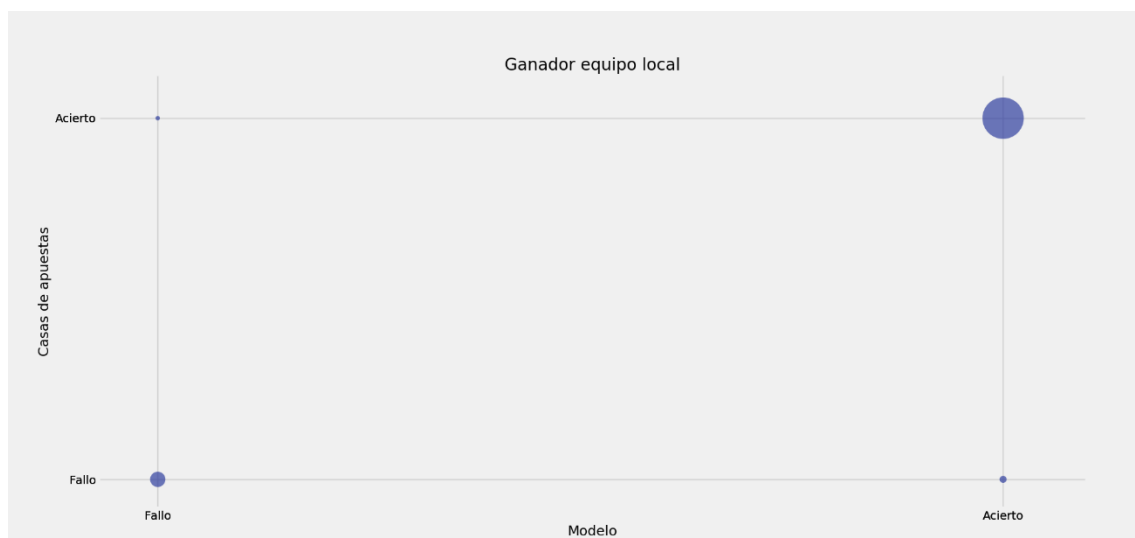 Ganador equipo local
Acierto
Casas de apuestas
Fallo
Fallo
Acierto
Modelo